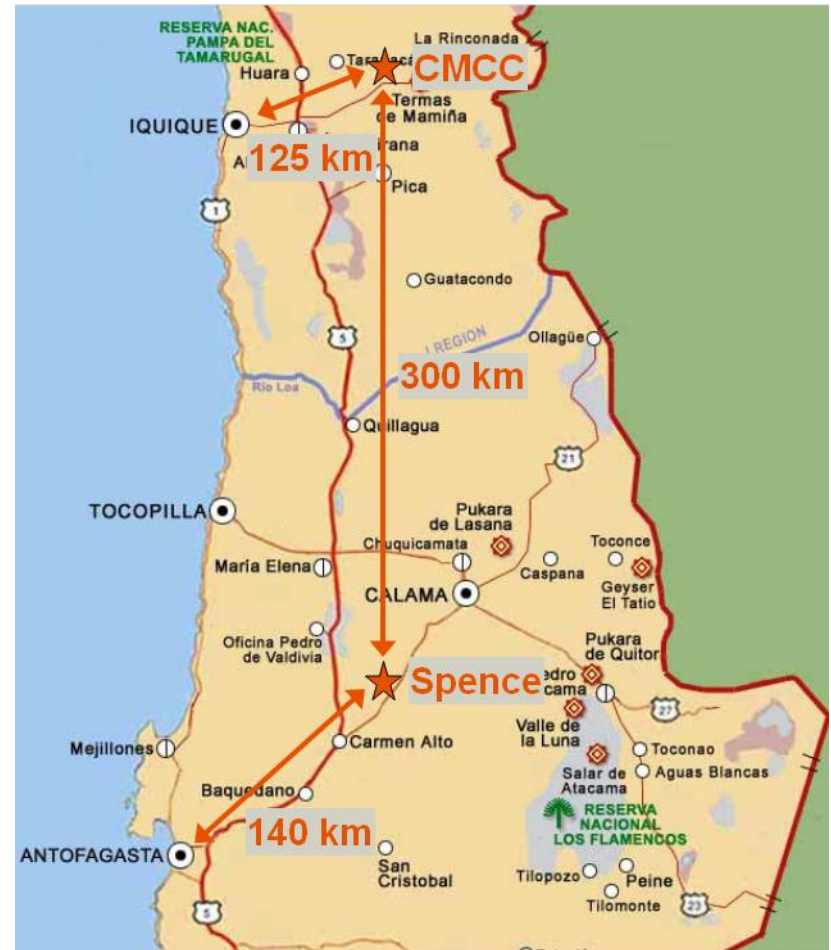 RESERVA NAC.
PAMPA DEL
TAMARUGAL
La Rinconada
Huara
CMCC
IQUIQUE
Termas
de Mamiña
125 km
Pica
1
Guatacondo
5
I REGION
Ollagüe
300 km
Río Loa
Quillagua
21
TOCOPILLA
Pukara
de Lasana
Chuquicamata
Toconce
María Elena
Caspana
CALAMA
Geyser
El Tatio
Oficina Pedro
de Valdivia
Pukara
de Quitor
Spence
27
Valle de
la Luna
Mejillones
Carmen Alto
Toconao
Salar de
Atacama
Aguas Blancas
Baquedano
RESERVA
NACIONAL
LOS FLAMENCOS
140 km
ANTOFAGASTA
San
Cristobal
Tilopozo
Peine
Tilomonte
23
5